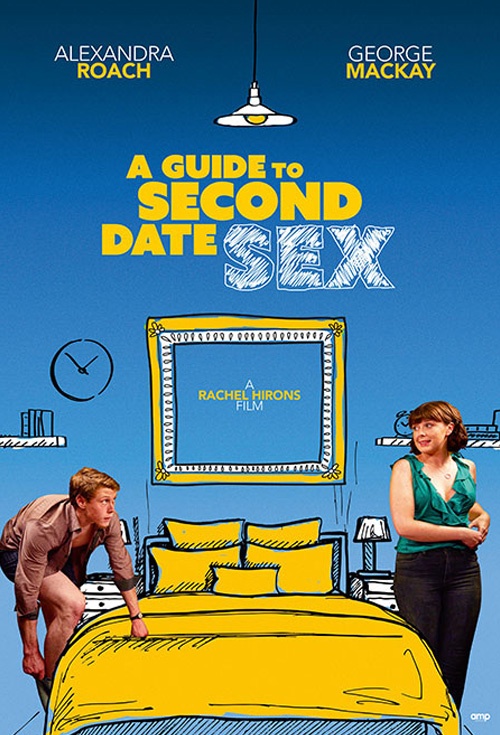 ALEXANDRA
ROACH
GEORGE
MACKAY
A GUIDE TO
SECOND
DATE SEX
A
RACHEL HIRONS
FILM
amp